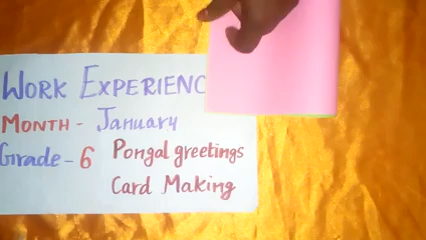 WORK EXPERIENC
MONTH - January
Grade - 6 Pongal greetings
Card Making